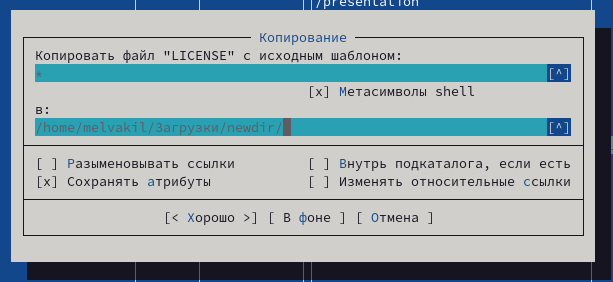 /presentation
Копирование
Копировать файл "LICENSE" с исходным шаблоном:
* [^]
[x] Метасимволы shell
в:
/home/melvakil/Загрузки/newdir/ [^]
[ ] Разыменовывать ссылки [ ] Внутрь подкаталога, если есть
[x] Сохранять атрибуты [ ] Изменять относительные ссылки
[< Хорошо >] [ В фоне ] [ Отмена ]